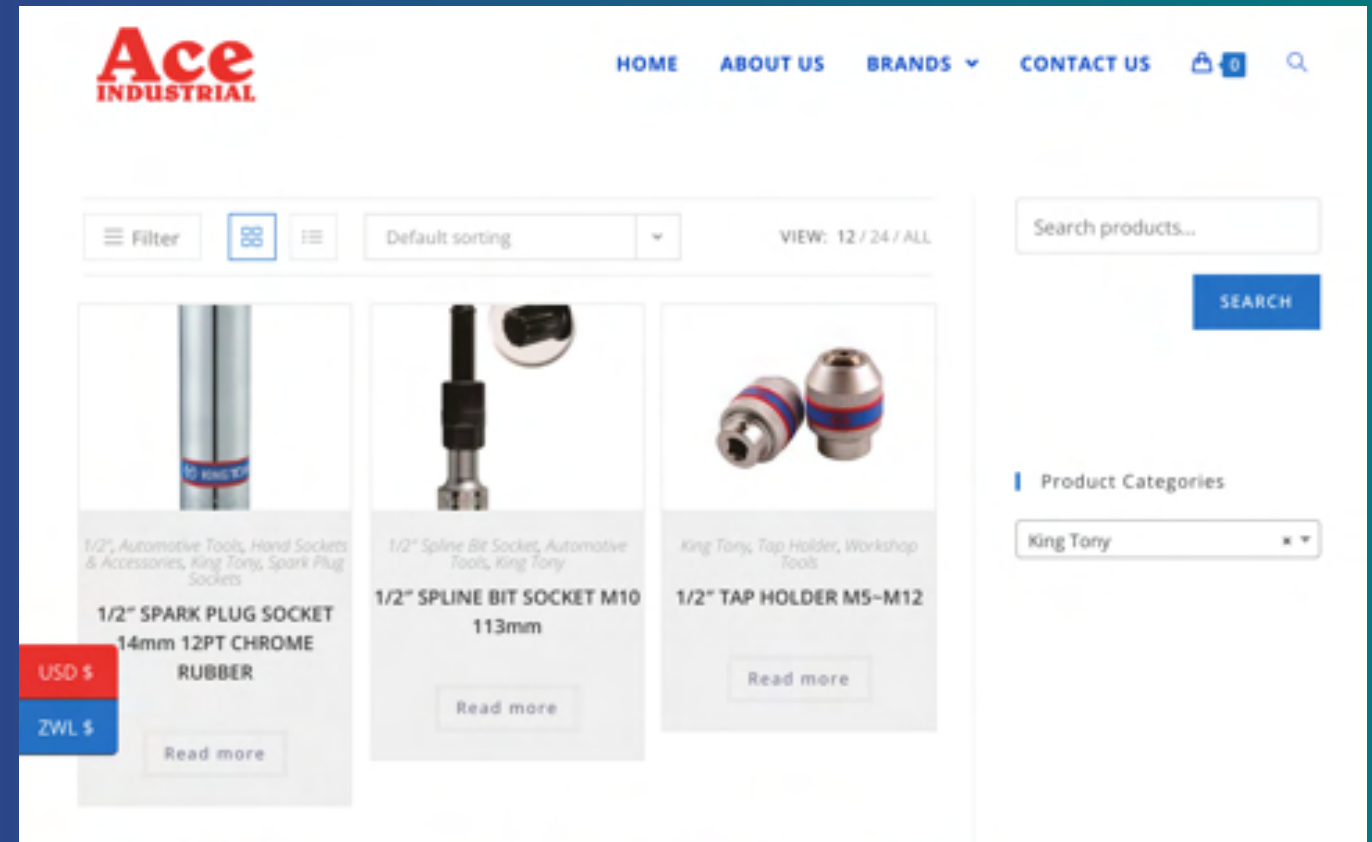 Ace
INDUSTRIAL
HOME ABOUT US BRANDS CONTACT US 0
Filter
Default sorting
VIEW: 12 / 24 / ALL
Search products...
SEARCH
KING TONY
1/2", Automotive Tools, Hand Sockets
& Accessories, King Tony, Spark Plug
Sockets
1/2″ SPARK PLUG SOCKET
14mm 12PT CHROME
RUBBER
Read more
1/2" Spline Bit Socket, Automotive
Tools, King Tony
1/2″ SPLINE BIT SOCKET M10
113mm
Read more
King Tony, Tap Holder, Workshop
Tools
1/2″ TAP HOLDER M5~M12
Read more
Product Categories
King Tony ×
USD $
ZWL $